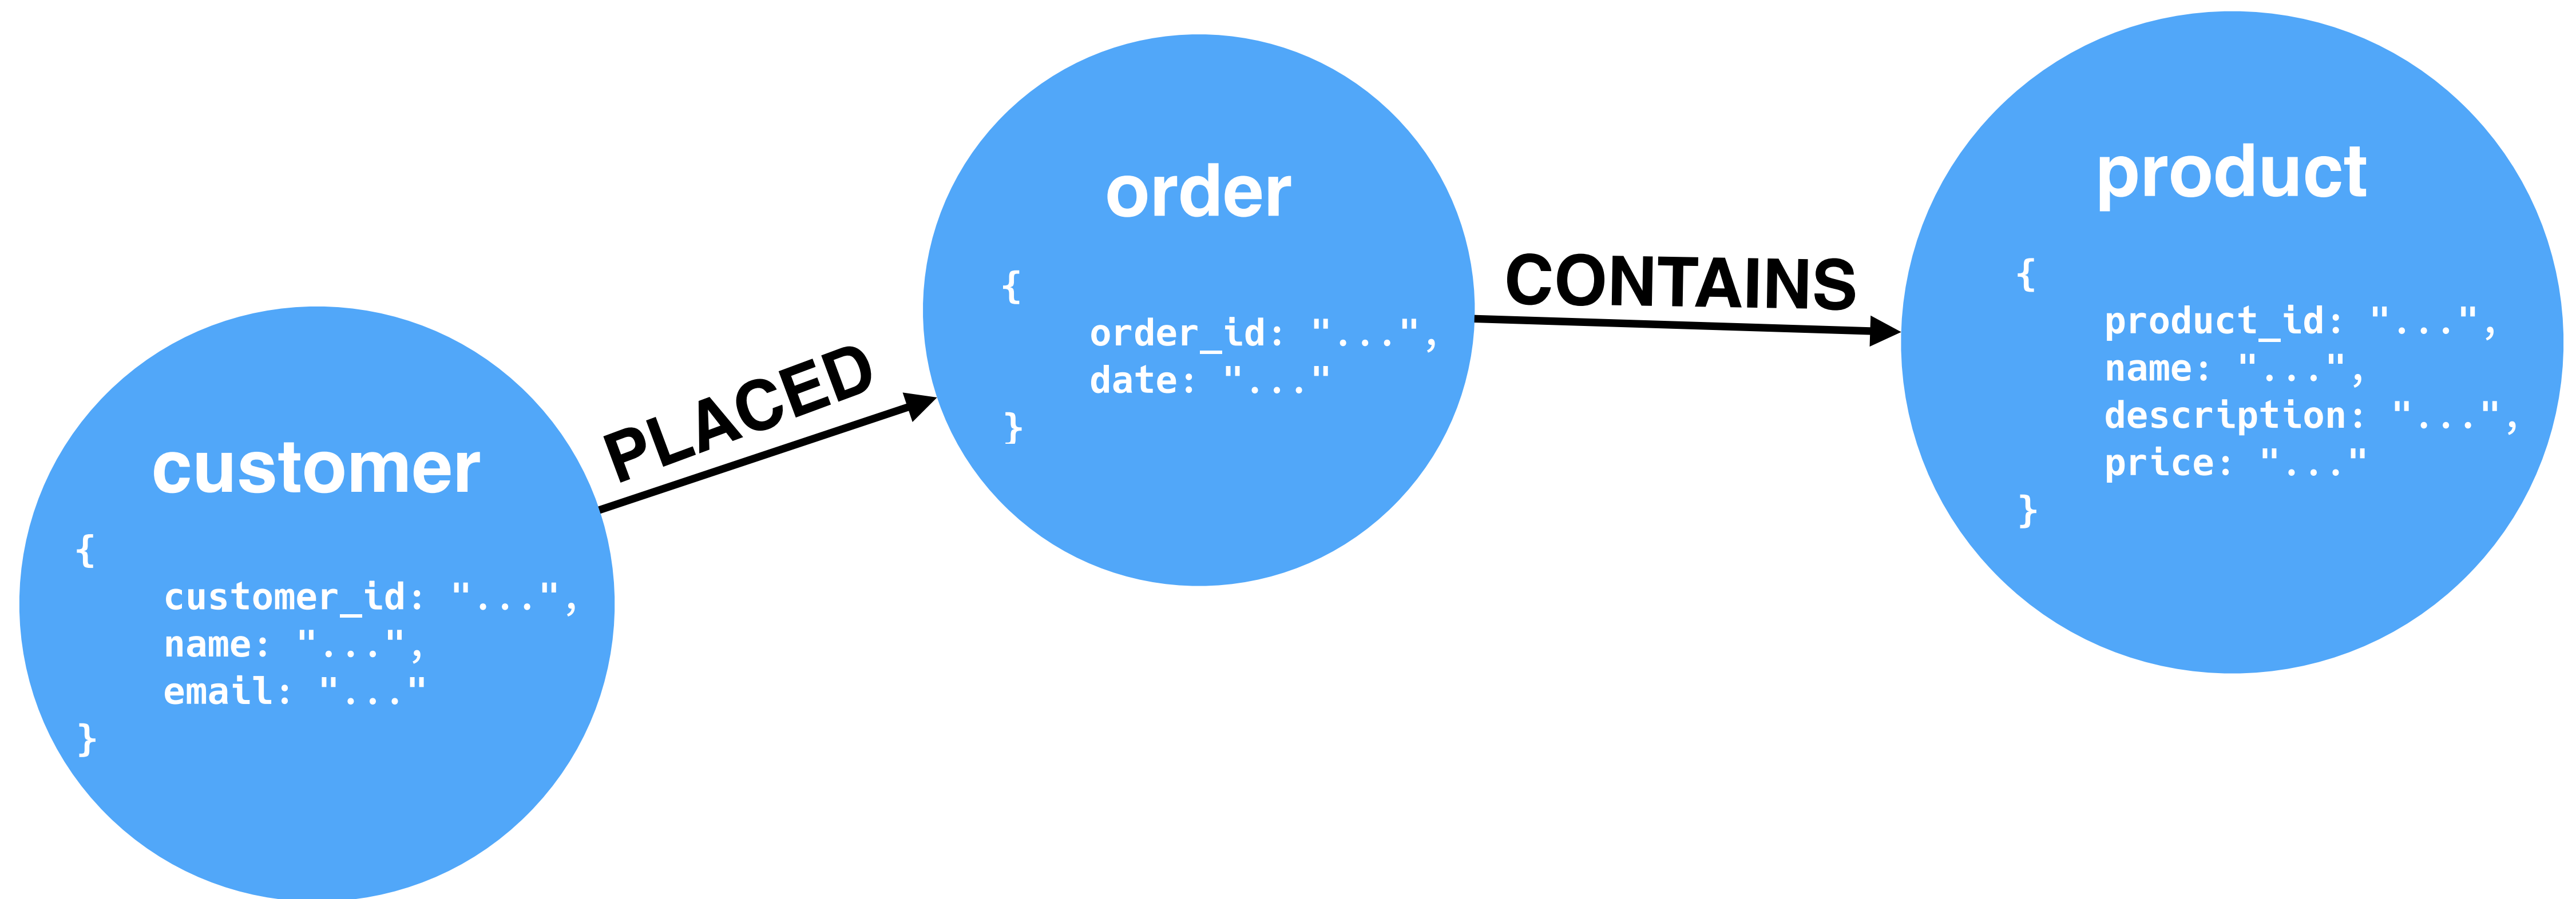 customer
{
customer_id: "...",
name: "...",
email: "..."
}
PLACED
order
{
order_id: "...",
date: "..."
}
CONTAINS
product
{
product_id: "...",
name: "...",
description: "...",
price: "..."
}